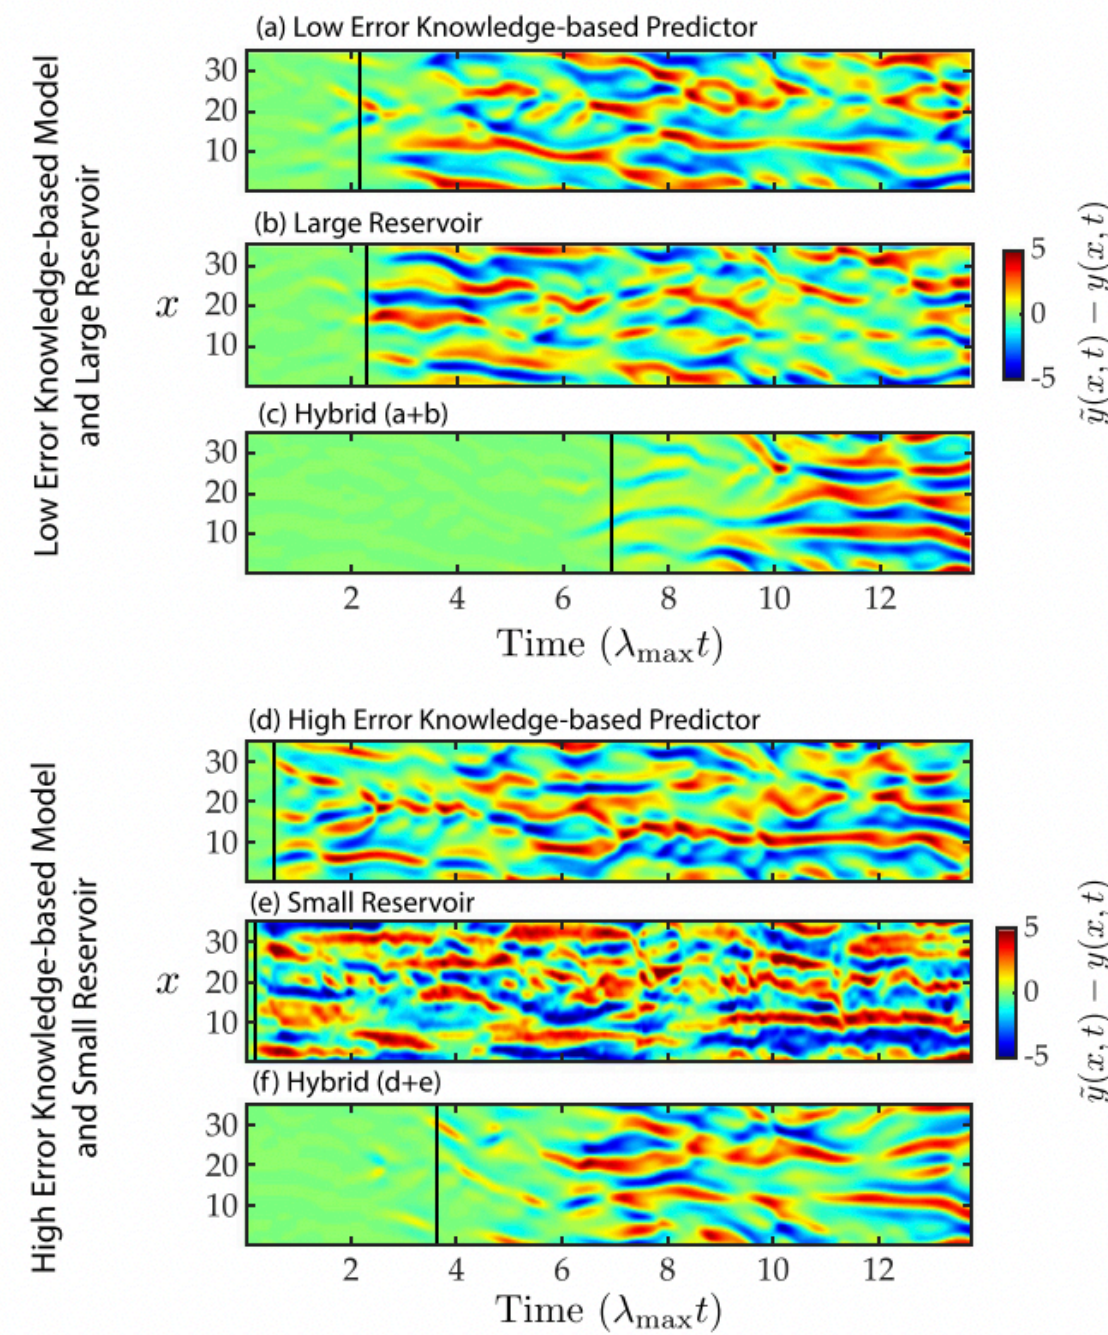 Low Error Knowledge-based Model
and Large Reservoir
(a) Low Error Knowledge-based Predictor
30
20
10
(b) Large Reservoir
x
30
20
10
5
0
-5
ỹ(x, t) − y(x, t)
(c) Hybrid (a+b)
30
20
10
2 4 6 8 10 12
Time (λmaxt)
High Error Knowledge-based Model
and Small Reservoir
(d) High Error Knowledge-based Predictor
30
20
10
(e) Small Reservoir
x
30
20
10
5
0
-5
ỹ(x, t) − y(x, t)
(f) Hybrid (d+e)
30
20
10
2 4 6 8 10 12
Time (λmaxt)